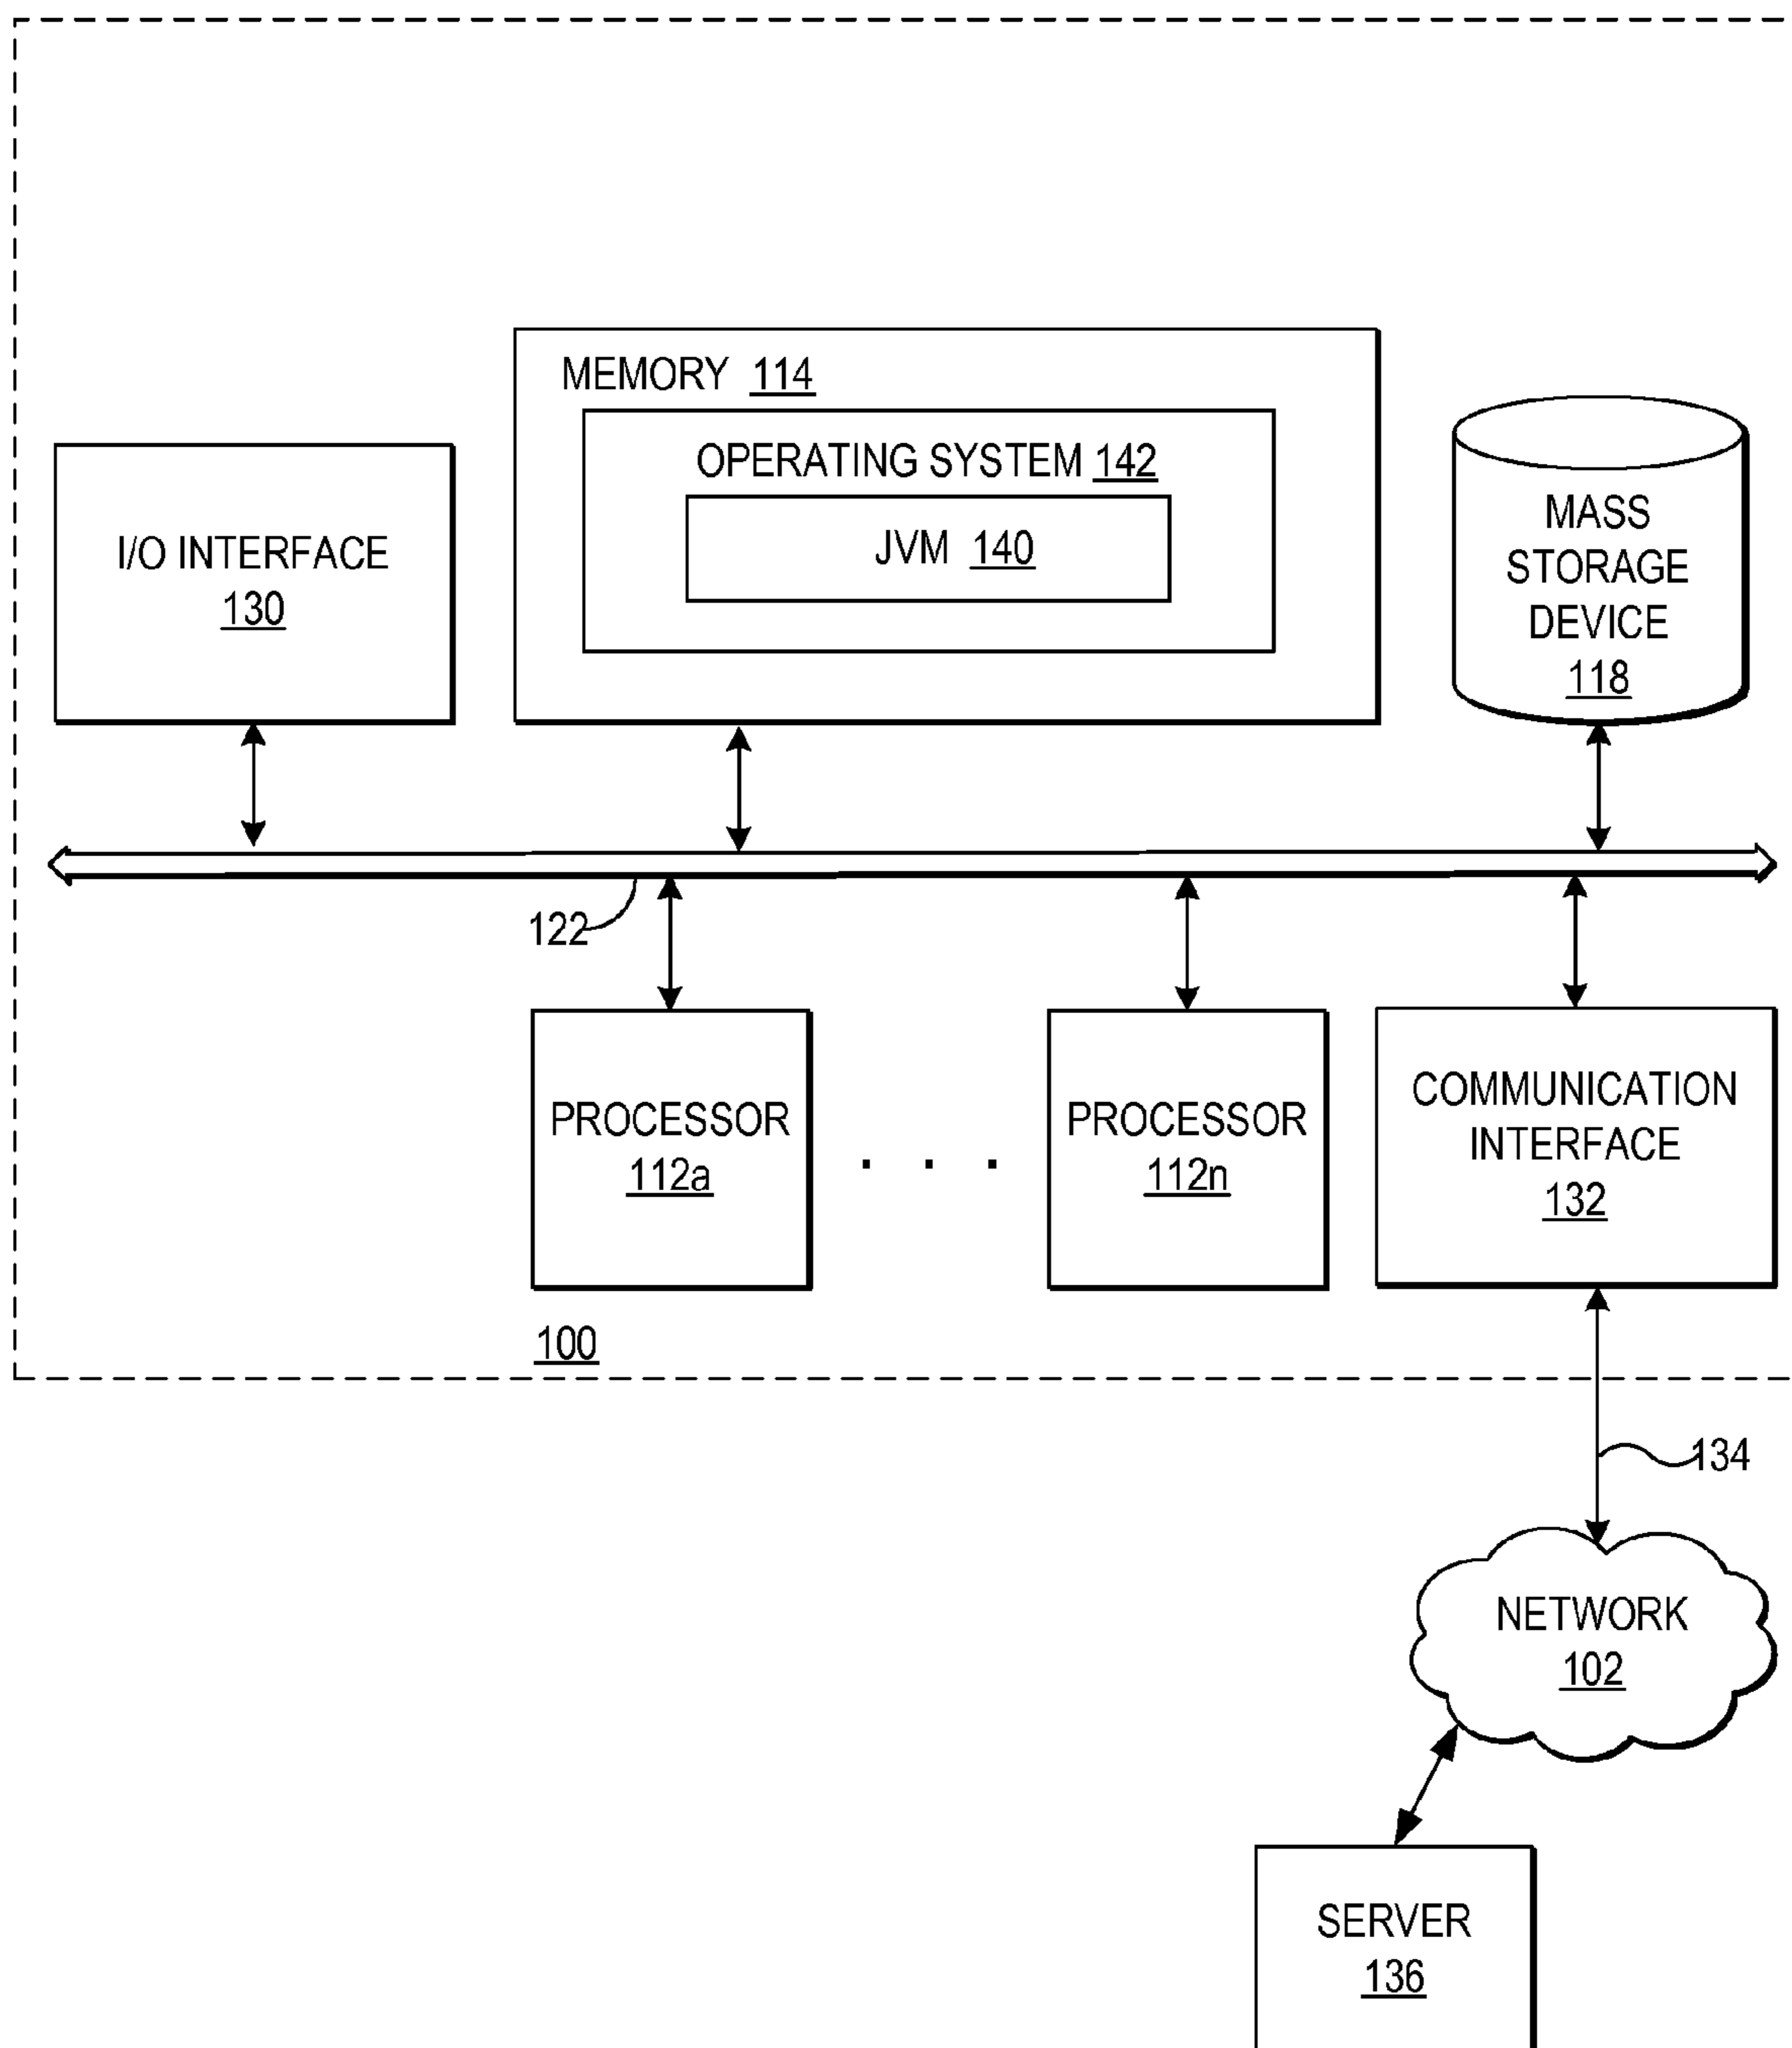 MEMORY 114
OPERATING SYSTEM 142
JVM 140
I/O INTERFACE
130
MASS
STORAGE
DEVICE
118
122
PROCESSOR
112a
. . .
PROCESSOR
112n
COMMUNICATION
INTERFACE
132
100
134
NETWORK
102
SERVER
136